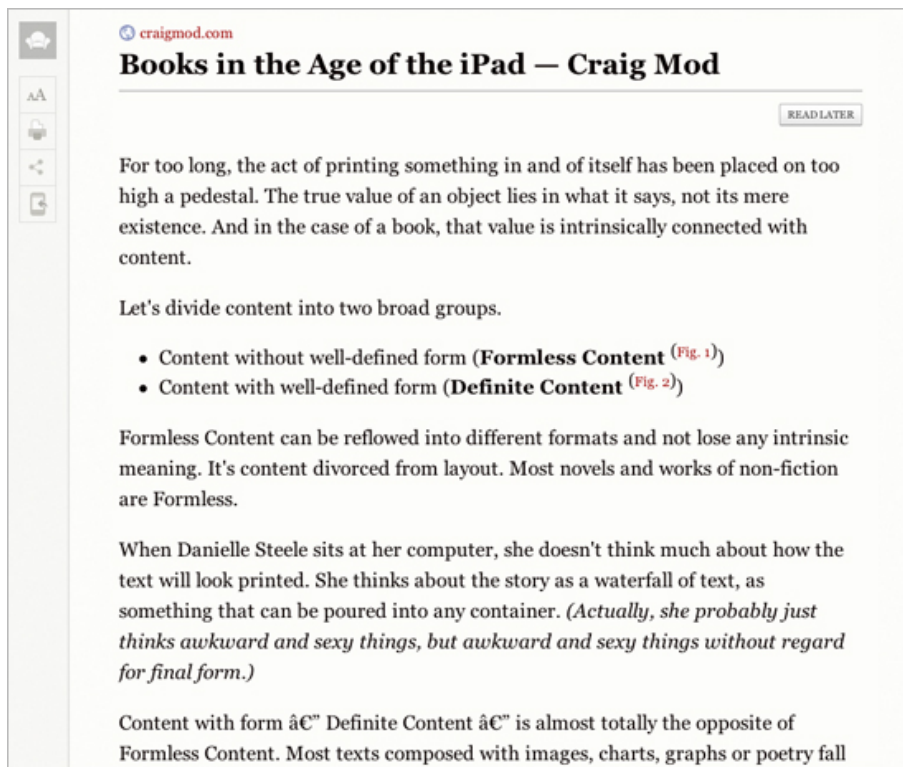 craigmod.com
Books in the Age of the iPad — Craig Mod
AA
READ LATER
For too long, the act of printing something in and of itself has been placed on too
high a pedestal. The true value of an object lies in what it says, not its mere
existence. And in the case of a book, that value is intrinsically connected with
content.
Let's divide content into two broad groups.
• Content without well-defined form (Formless Content (Fig. 1))
• Content with well-defined form (Definite Content (Fig. 2))
Formless Content can be reflowed into different formats and not lose any intrinsic
meaning. It's content divorced from layout. Most novels and works of non-fiction
are Formless.
When Danielle Steele sits at her computer, she doesn't think much about how the
text will look printed. She thinks about the story as a waterfall of text, as
something that can be poured into any container. (Actually, she probably just
thinks awkward and sexy things, but awkward and sexy things without regard
for final form.)
Content with form â€” Definite Content â€” is almost totally the opposite of
Formless Content. Most texts composed with images, charts, graphs or poetry fall